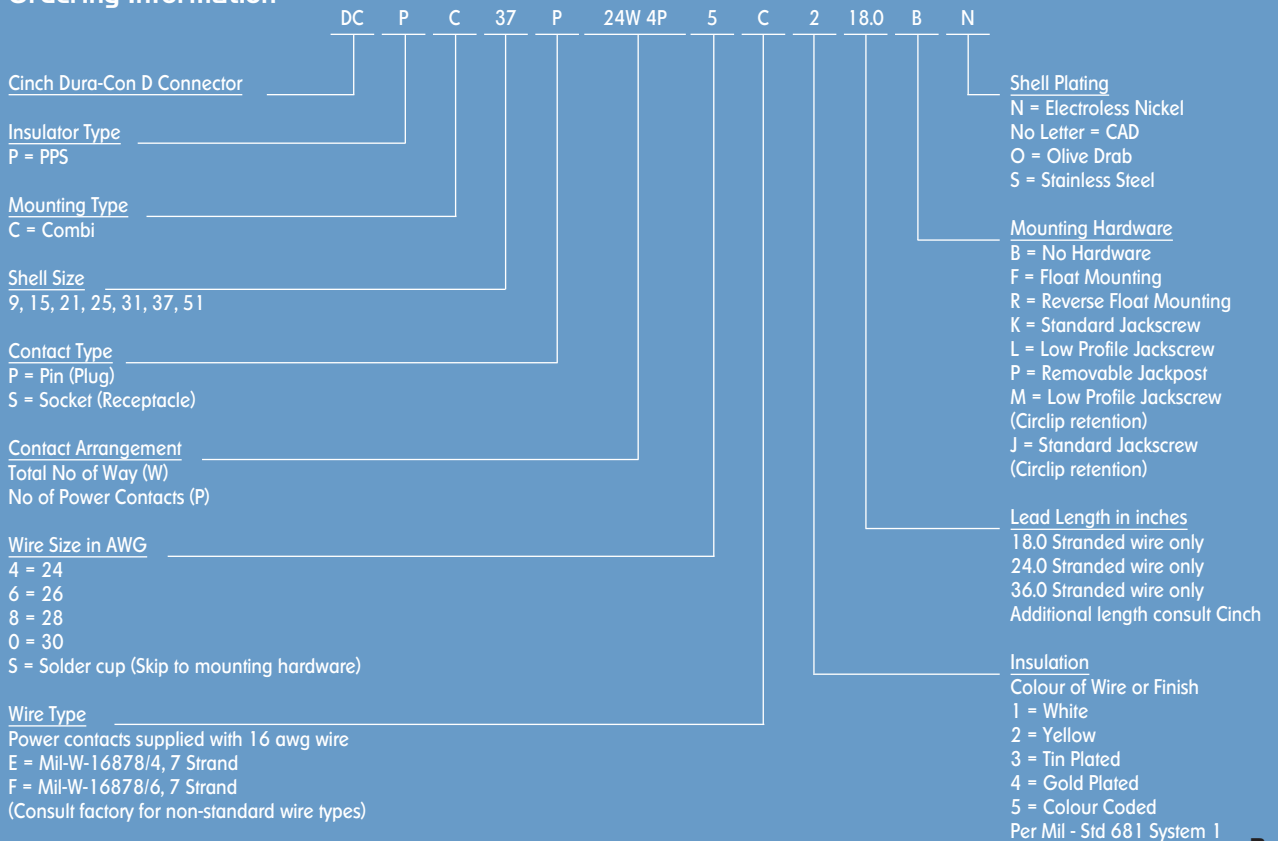 Ordering Information
DC P C 37 P 24W 4P 5 C 2 18.0 B N
Cinch Dura-Con D Connector
Insulator Type
P = PPS
Mounting Type
C = Combi
Shell Size
9, 15, 21, 25, 31, 37, 51
Contact Type
P = Pin (Plug)
S = Socket (Receptacle)
Contact Arrangement
Total No of Way (W)
No of Power Contacts (P)
Wire Size in AWG
4 = 24
6 = 26
8 = 28
0 = 30
S = Solder cup (Skip to mounting hardware)
Wire Type
Power contacts supplied with 16 awg wire
E = Mil-W-16878/4, 7 Strand
F = Mil-W-16878/6, 7 Strand
(Consult factory for non-standard wire types)
Shell Plating
N = Electroless Nickel
No Letter = CAD
O = Olive Drab
S = Stainless Steel
Mounting Hardware
B = No Hardware
F = Float Mounting
R = Reverse Float Mounting
K = Standard Jackscrew
L = Low Profile Jackscrew
P = Removable Jackpost
M = Low Profile Jackscrew
(Circlip retention)
J = Standard Jackscrew
(Circlip retention)
Lead Length in inches
18.0 Stranded wire only
24.0 Stranded wire only
36.0 Stranded wire only
Additional length consult Cinch
Insulation
Colour of Wire or Finish
1 = White
2 = Yellow
3 = Tin Plated
4 = Gold Plated
5 = Colour Coded
Per Mil - Std 681 System 1